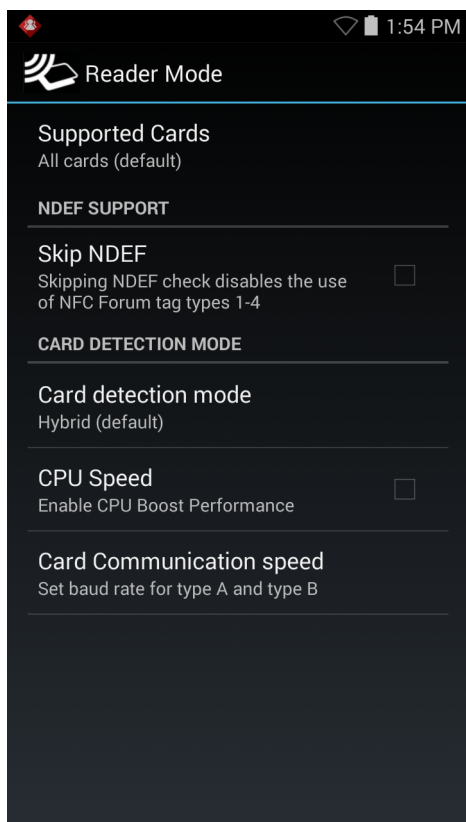 1:54 PM
Reader Mode
Supported Cards
All cards (default)
NDEF SUPPORT
Skip NDEF
Skipping NDEF check disables the use
of NFC Forum tag types 1-4
CARD DETECTION MODE
Card detection mode
Hybrid (default)
CPU Speed
Enable CPU Boost Performance
Card Communication speed
Set baud rate for type A and type B